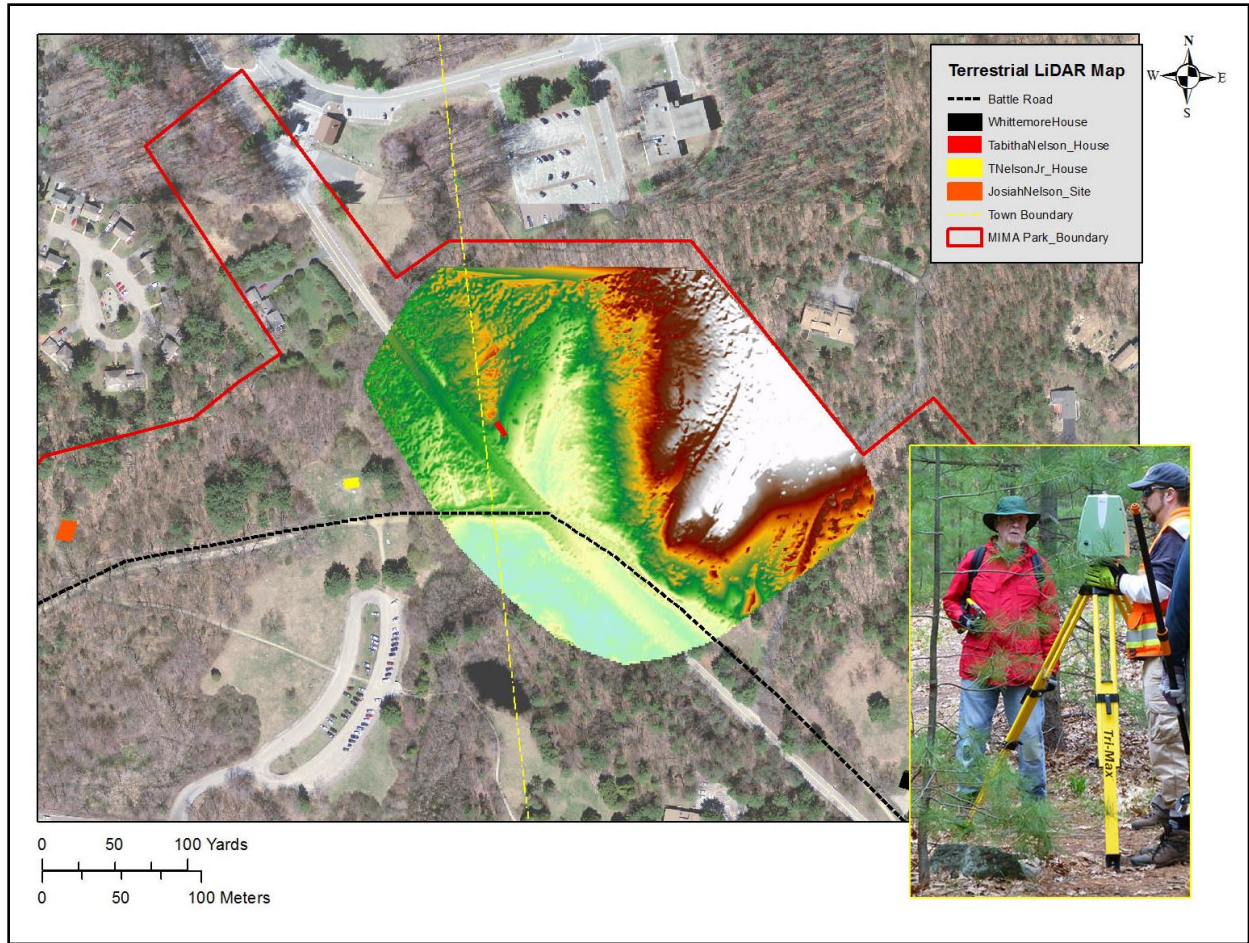 Terrestrial LiDAR Map
Battle Road
WhittemoreHouse
TabithaNelson_House
TNelsonJr_House
JosiahNelson_Site
Town Boundary
MIMA Park_Boundary
N
W E
S
0 50 100 Yards
0 50 100 Meters
Tri-Max